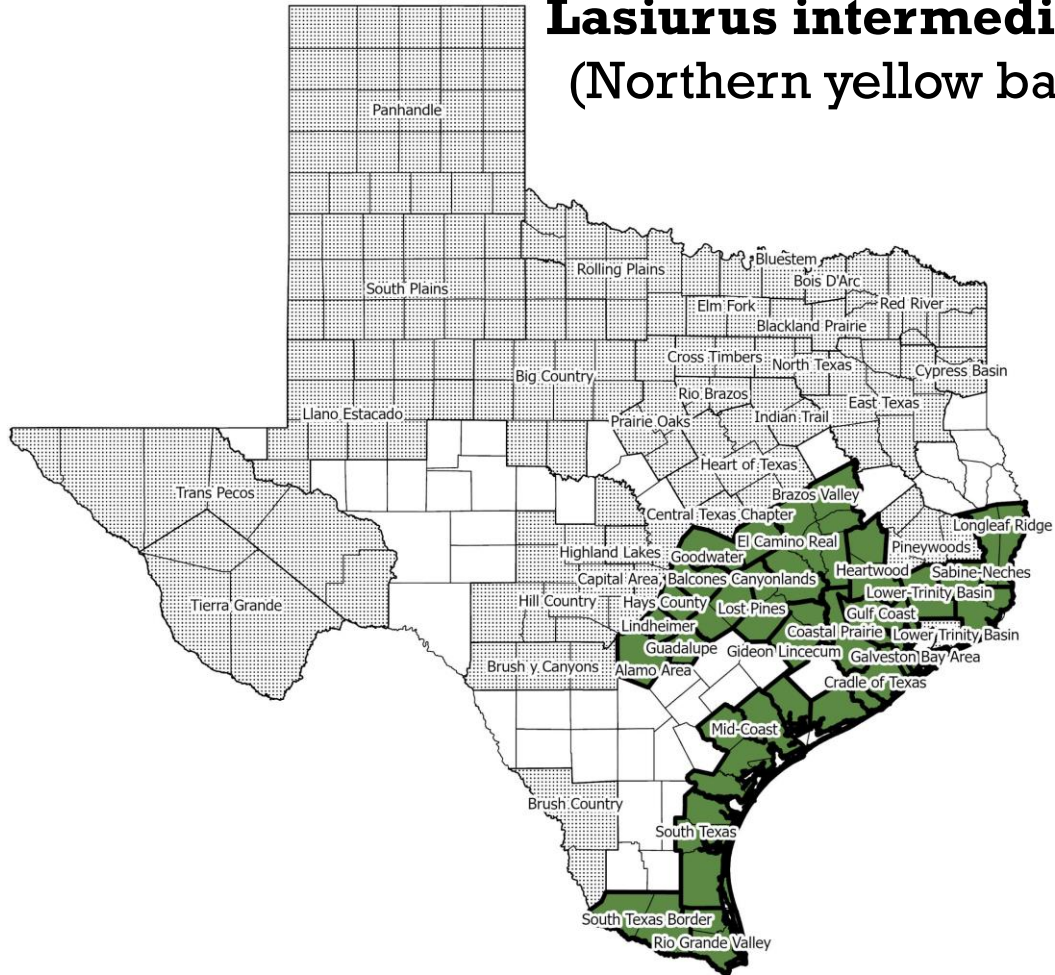 Lasiurus intermedi
(Northern yellow ba
Panhandle
Rolling Plains
South Plains
Bluestem
Bois D'Arc
Elm Fork
Red River
Blackland Prairie
Cross Timbers
North Texas
Cypress Basin
Big Country
Rio Brazos
East Texas
Llano Estacado
Prairie Oaks
Indian Trail
Heart of Texas
Trans Pecos
Brazos Valley
Central Texas Chapter
Longleaf Ridge
El Camino Real
Pineywoods
Highland Lakes
Goodwater
Heartwood
Sabine-Neches
Capital Area
Balcones Canyonlands
Lower-Trinity Basin
Tierra Grande
Hill Country
Hays County
Lost Pines
Gulf Coast
Lindheimer
Coastal Prairie
Lower Trinity Basin
Guadalupe
Gideon Lincecum
Galveston Bay Area
Brush y Canyons
Alamo Area
Cradle of Texas
Mid-Coast
Brush Country
South Texas
South Texas Border
Rio Grande Valley